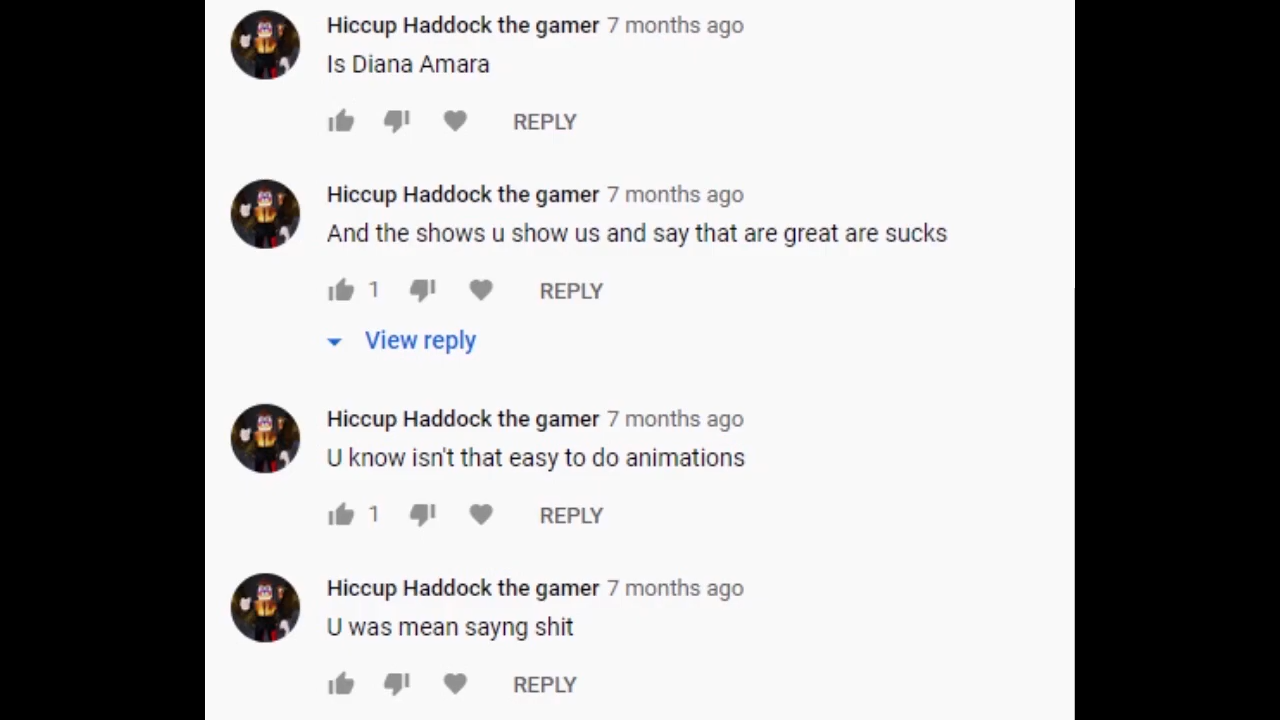 Hiccup Haddock the gamer 7 months ago
Is Diana Amara
REPLY
Hiccup Haddock the gamer 7 months ago
And the shows u show us and say that are great are sucks
1 REPLY
View reply
Hiccup Haddock the gamer 7 months ago
U know isn't that easy to do animations
1 REPLY
Hiccup Haddock the gamer 7 months ago
U was mean sayng shit
REPLY